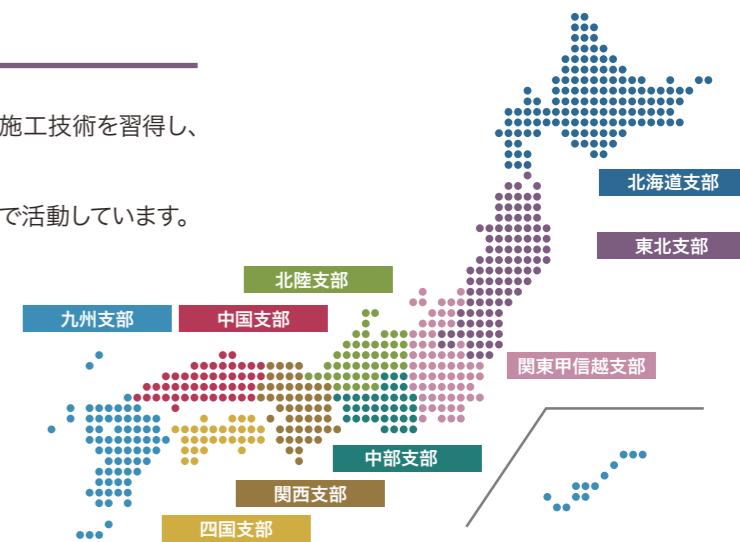 施工技術を習得し、
で活動しています。
北海道支部
東北支部
北陸支部
九州支部
中国支部
関東甲信越支部
中部支部
関西支部
四国支部